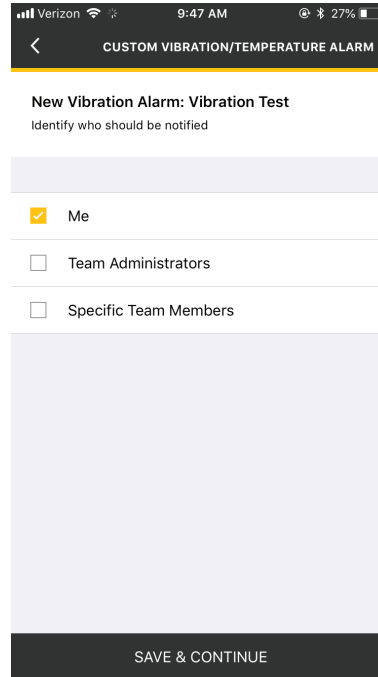 Verizon 9:47 AM 27%
CUSTOM VIBRATION/TEMPERATURE ALARM
New Vibration Alarm: Vibration Test
Identify who should be notified
Me
Team Administrators
Specific Team Members
SAVE & CONTINUE